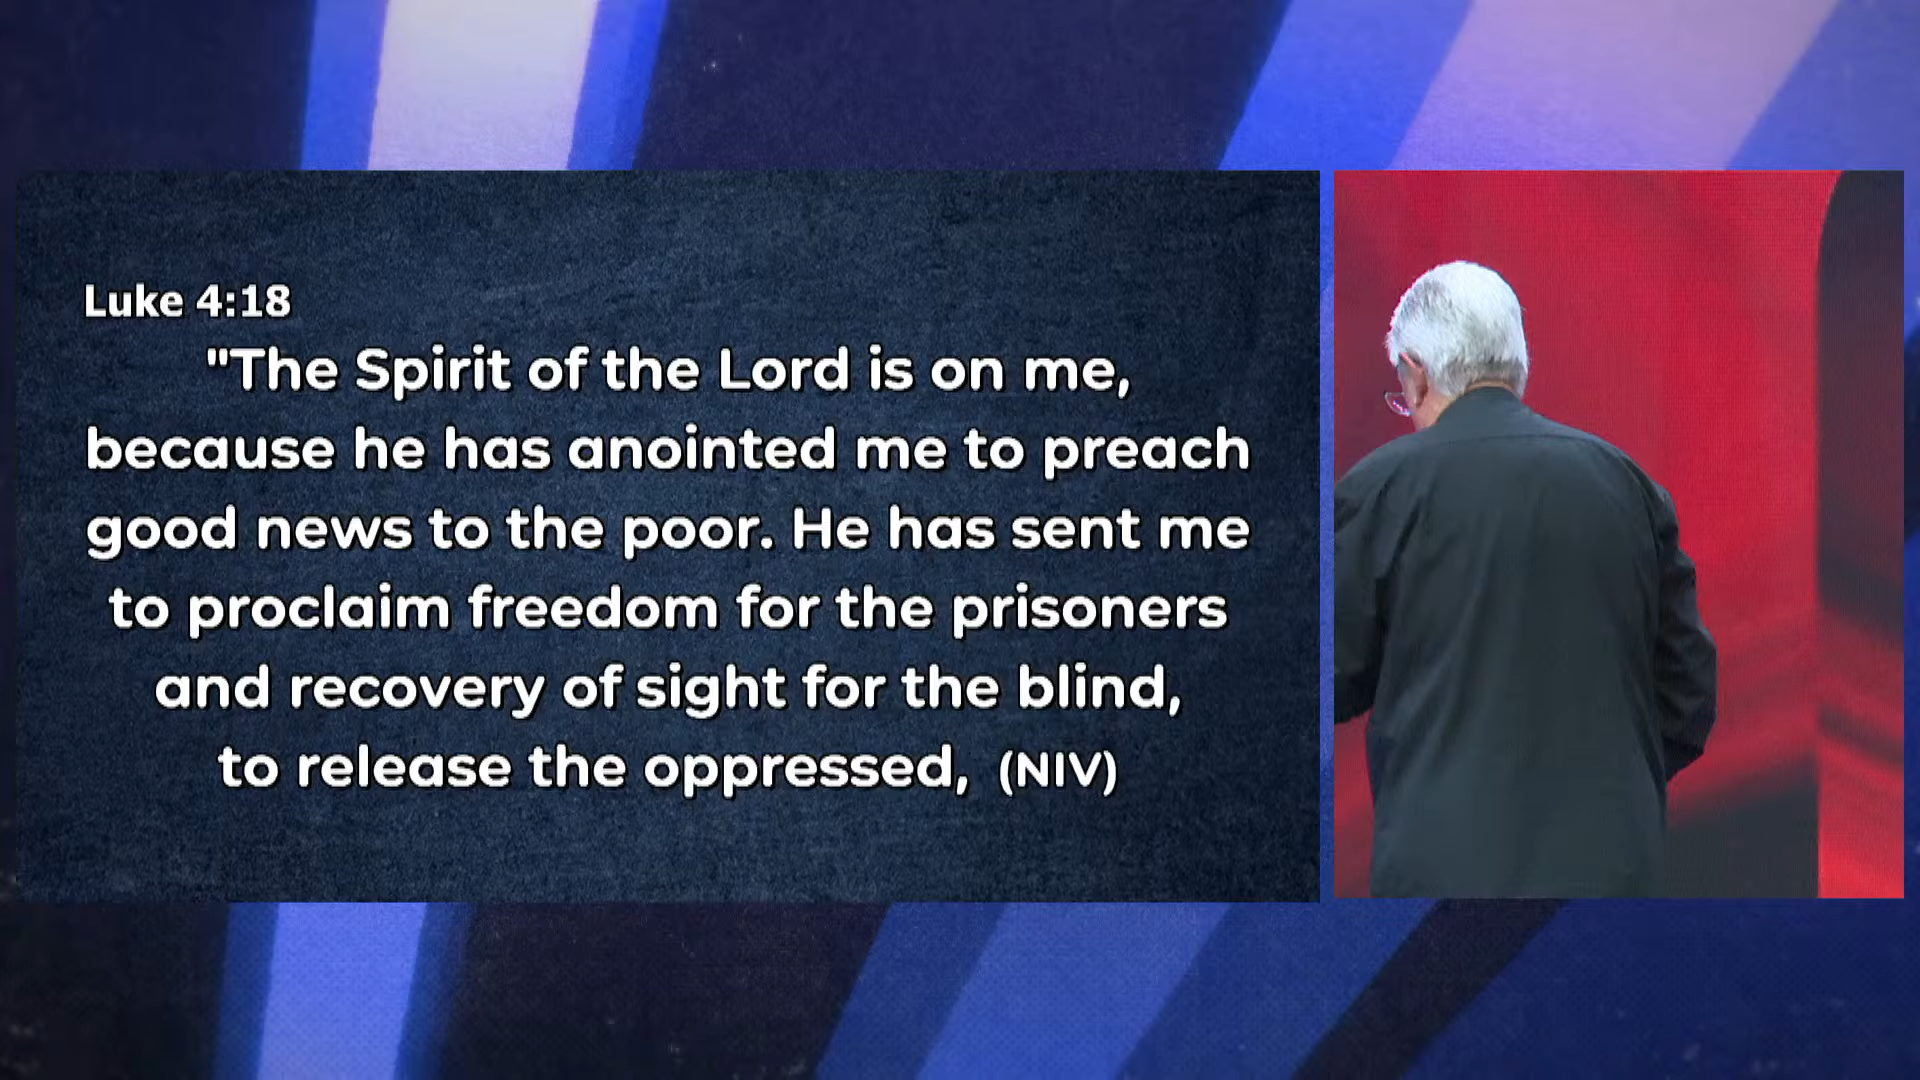 Luke 4:18
"The Spirit of the Lord is on me,
because he has anointed me to preach
good news to the poor. He has sent me
to proclaim freedom for the prisoners
and recovery of sight for the blind,
to release the oppressed, (NIV)